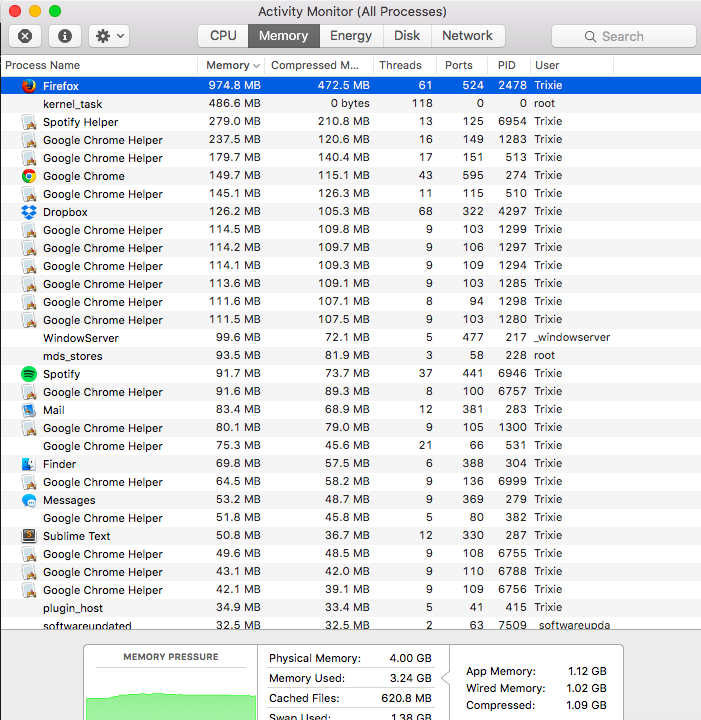 Activity Monitor (All Processes)
CPU Memory Energy Disk Network Search
Process Name Memory Compressed M... Threads Ports PID User
Firefox 974.8 MB 472.5 MB 61 524 2478 Trixie
kernel_task 486.6 MB 0 bytes 118 0 0 root
Spotify Helper 279.0 MB 210.8 MB 13 125 6954 Trixie
Google Chrome Helper 237.5 MB 120.6 MB 16 149 1283 Trixie
Google Chrome Helper 179.7 MB 140.4 MB 17 151 513 Trixie
Google Chrome 149.7 MB 115.1 MB 43 595 274 Trixie
Google Chrome Helper 145.1 MB 126.3 MB 11 115 510 Trixie
Dropbox 126.2 MB 105.3 MB 68 322 4297 Trixie
Google Chrome Helper 114.5 MB 109.8 MB 9 103 1299 Trixie
Google Chrome Helper 114.2 MB 109.7 MB 9 106 1297 Trixie
Google Chrome Helper 114.1 MB 109.3 MB 9 109 1294 Trixie
Google Chrome Helper 113.6 MB 109.1 MB 9 103 1285 Trixie
Google Chrome Helper 111.6 MB 107.1 MB 8 94 1298 Trixie
Google Chrome Helper 111.5 MB 107.5 MB 9 103 1280 Trixie
WindowServer 99.6 MB 72.1 MB 5 477 217 _windowserver
mds_stores 93.5 MB 81.9 MB 3 58 228 root
Spotify 91.7 MB 73.7 MB 37 441 6946 Trixie
Google Chrome Helper 91.6 MB 89.3 MB 8 100 6757 Trixie
Mail 83.4 MB 68.9 MB 12 381 283 Trixie
Google Chrome Helper 80.1 MB 79.0 MB 9 105 1300 Trixie
Google Chrome Helper 75.3 MB 45.6 MB 21 66 531 Trixie
Finder 69.8 MB 57.5 MB 6 388 304 Trixie
Google Chrome Helper 64.5 MB 58.2 MB 9 136 6999 Trixie
Messages 53.2 MB 48.7 MB 9 369 279 Trixie
Google Chrome Helper 51.8 MB 45.8 MB 5 80 382 Trixie
Sublime Text 50.8 MB 36.7 MB 12 330 287 Trixie
Google Chrome Helper 49.6 MB 48.5 MB 9 108 6755 Trixie
Google Chrome Helper 43.1 MB 42.0 MB 9 110 6788 Trixie
Google Chrome Helper 42.1 MB 39.1 MB 9 109 6756 Trixie
plugin_host 34.9 MB 33.4 MB 5 41 415 Trixie
softwareupdated 32.5 MB 32.5 MB 2 63 7509 _softwareupda
MEMORY PRESSURE
Physical Memory: 4.00 GB
Memory Used: 3.24 GB
Cached Files: 620.8 MB
Swap Used: 1.38 GB
App Memory: 1.12 GB
Wired Memory: 1.02 GB
Compressed: 1.09 GB